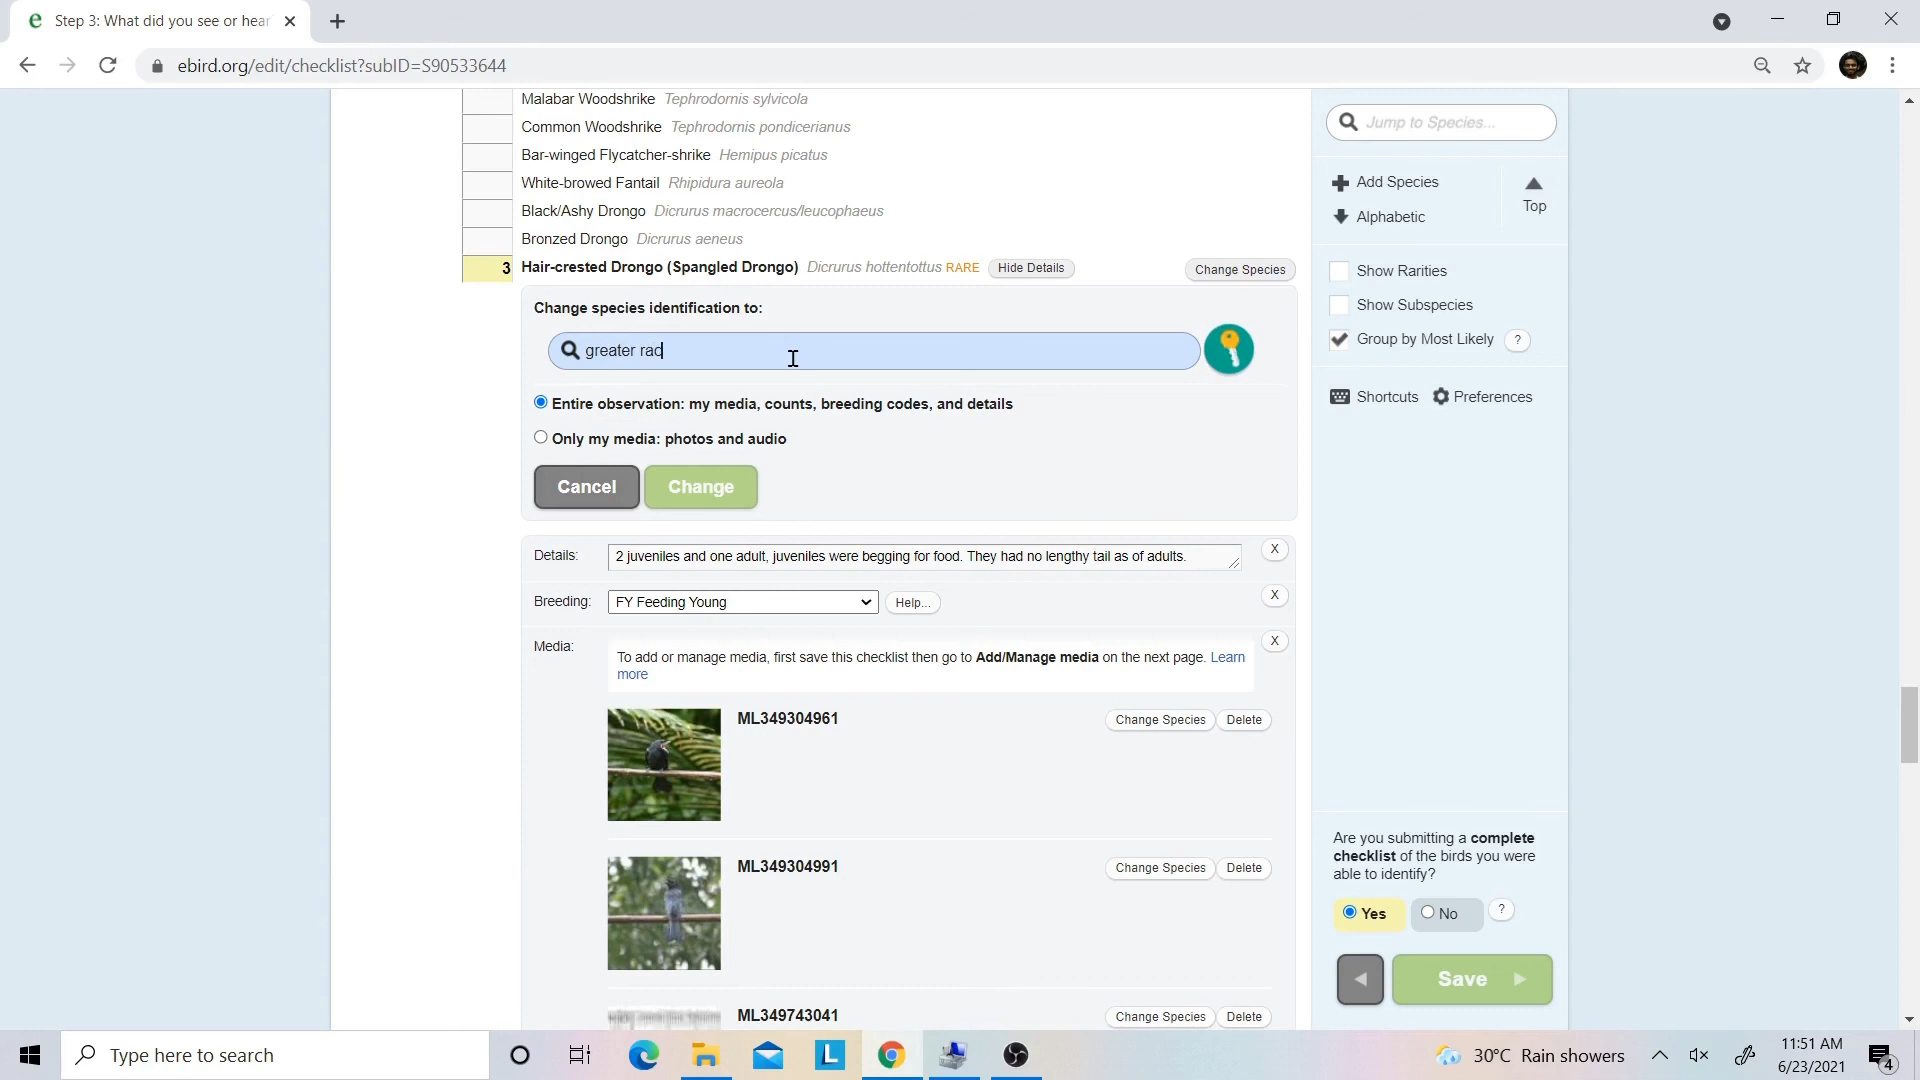 Step 3: What did you see or hear
ebird.org/edit/checklist?subID=S90533644
Malabar Woodshrike Tephrodornis sylvicola
Common Woodshrike Tephrodornis pondicerianus
Bar-winged Flycatcher-shrike Hemipus picatus
White-browed Fantail Rhipidura aureola
Black/Ashy Drongo Dicrurus macrocercus/leucophaeus
Bronzed Drongo Dicrurus aeneus
3 Hair-crested Drongo (Spangled Drongo) Dicrurus hottentottus RARE Hide Details Change Species
Change species identification to:
greater rad
Entire observation: my media, counts, breeding codes, and details
Only my media: photos and audio
Cancel Change
Details: 2 juveniles and one adult, juveniles were begging for food. They had no lengthy tail as of adults. X
Breeding: FY Feeding Young Help... X
Media: X
To add or manage media, first save this checklist then go to Add/Manage media on the next page. Learn
more
ML349304961 Change Species Delete
ML349304991 Change Species Delete
ML349743041 Change Species Delete
Jump to Species...
Add Species
Top
Alphabetic
Show Rarities
Show Subspecies
Group by Most Likely ?
Shortcuts Preferences
Are you submitting a complete
checklist of the birds you were
able to identify?
Yes No ?
Save
Type here to search
L
30°C Rain showers
11:51 AM
6/23/2021
4